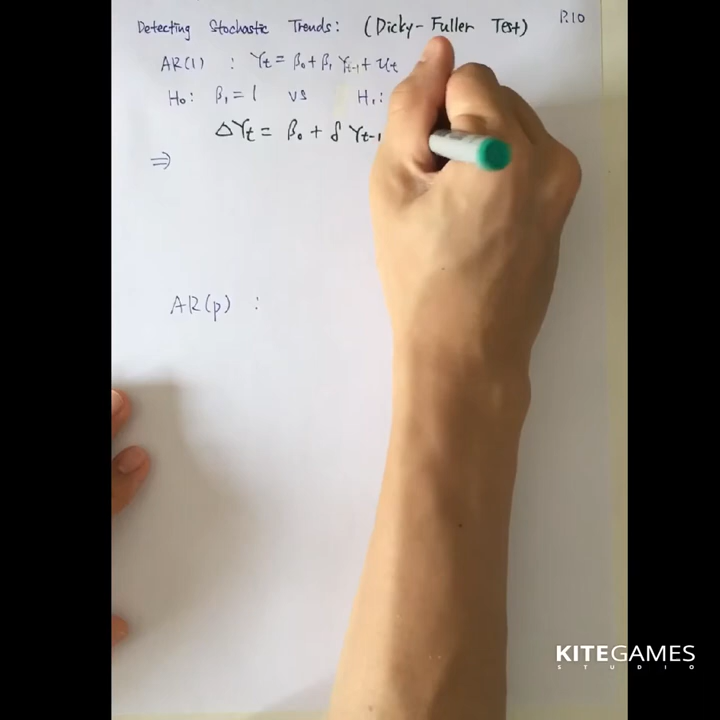 Detecting Stochastic Trends: (Dicky-Fuller Test) P.10
AR(1) : Yt = β0 + β1 Yt-1 + ut
H0: β1 = 1 vs H1:
ΔYt = β0 + δ Yt-1
⇒
AR(p) :
KITEGAMES
STUDIO